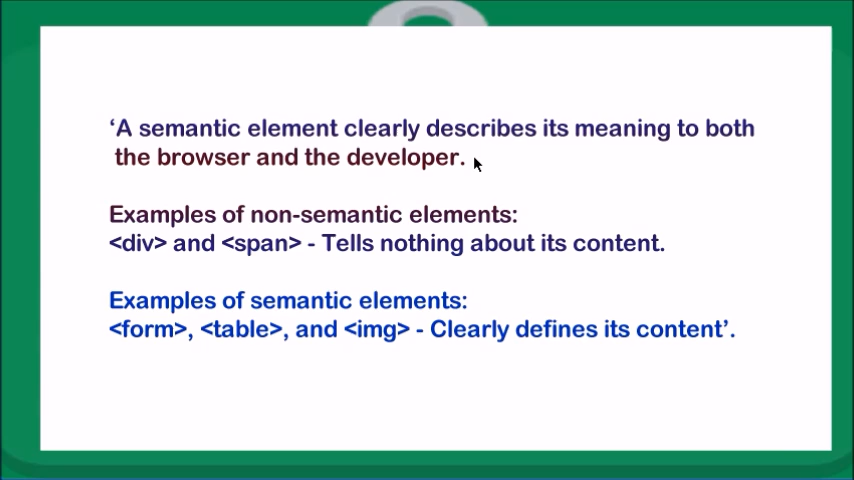 ‘A semantic element clearly describes its meaning to both
the browser and the developer.
Examples of non-semantic elements:
<div> and <span> - Tells nothing about its content.
Examples of semantic elements:
<form>, <table>, and <img> - Clearly defines its content’.